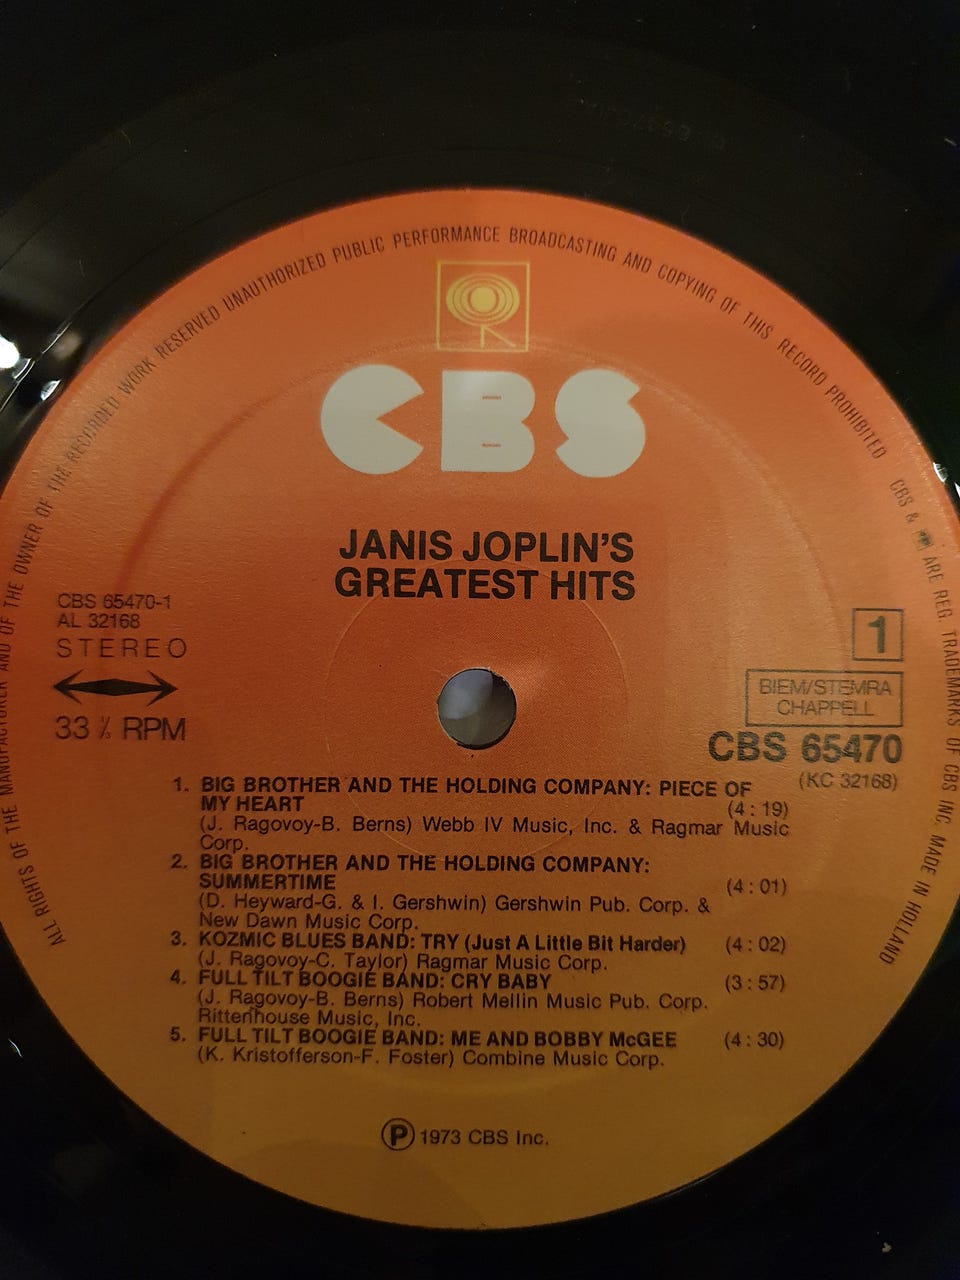 ALL RIGHTS OF THE MANUFACTURER AND OF THE OWNER OF THE RECORDED WORK RESERVED UNAUTHORIZED PUBLIC PERFORMANCE BROADCASTING AND COPYING OF THIS RECORD PROHIBITED CBS & ARE REG. TRADEMARKS OF CBS INC. MADE IN HOLLAND
CBS
JANIS JOPLIN'S
GREATEST HITS
CBS 65470-1
AL 32168
STEREO
33 ⅓ RPM
1
BIEM/STEMRA
CHAPPELL
CBS 65470
(KC 32168)
1. BIG BROTHER AND THE HOLDING COMPANY: PIECE OF
MY HEART (4:19)
(J. Ragovoy-B. Berns) Webb IV Music, Inc. & Ragmar Music
Corp.
2. BIG BROTHER AND THE HOLDING COMPANY:
SUMMERTIME (4:01)
(D. Heyward-G. & I. Gershwin) Gershwin Pub. Corp. &
New Dawn Music Corp.
3. KOZMIC BLUES BAND: TRY (Just A Little Bit Harder) (4:02)
(J. Ragovoy-C. Taylor) Ragmar Music Corp.
4. FULL TILT BOOGIE BAND: CRY BABY (3:57)
(J. Ragovoy-B. Berns) Robert Mellin Music Pub. Corp.
Rittenhouse Music, Inc.
5. FULL TILT BOOGIE BAND: ME AND BOBBY McGEE (4:30)
(K. Kristofferson-F. Foster) Combine Music Corp.
Ⓟ 1973 CBS Inc.